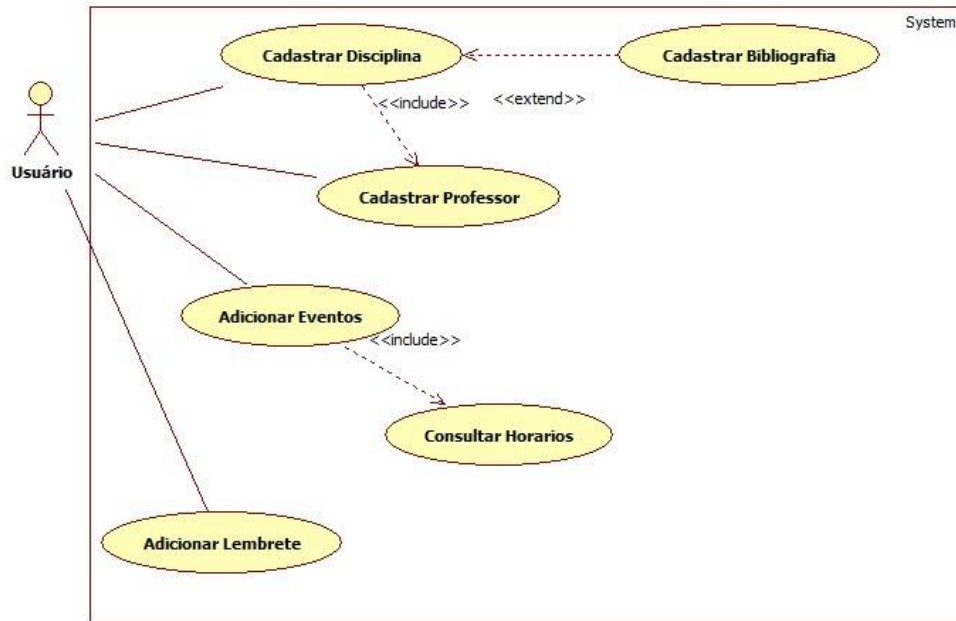 System
Cadastrar Disciplina
Cadastrar Bibliografia
<<include>>
<<extend>>
Usuário
Cadastrar Professor
Adicionar Eventos
<<include>>
Consultar Horarios
Adicionar Lembrete